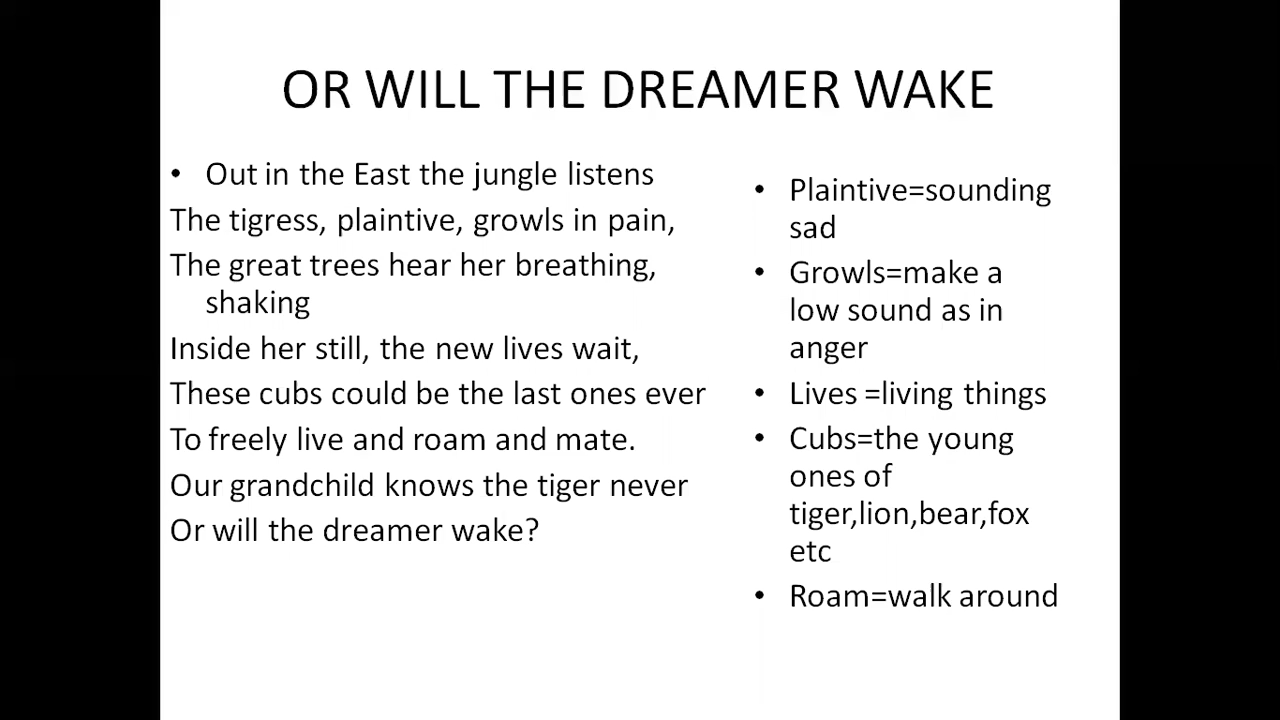 OR WILL THE DREAMER WAKE
• Out in the East the jungle listens
The tigress, plaintive, growls in pain,
The great trees hear her breathing,
shaking
Inside her still, the new lives wait,
These cubs could be the last ones ever
To freely live and roam and mate.
Our grandchild knows the tiger never
Or will the dreamer wake?
• Plaintive=sounding
sad
• Growls=make a
low sound as in
anger
• Lives =living things
• Cubs=the young
ones of
tiger,lion,bear,fox
etc
• Roam=walk around